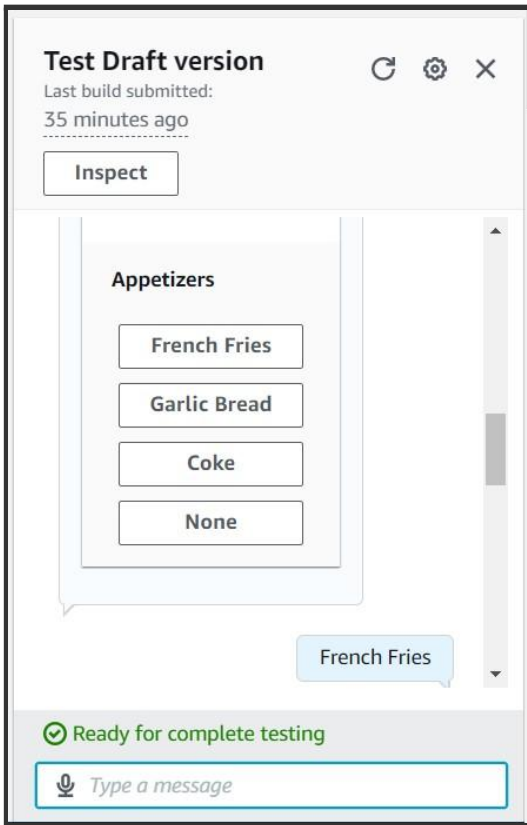 Test Draft version
Last build submitted:
35 minutes ago
Inspect
Appetizers
French Fries
Garlic Bread
Coke
None
French Fries
Ready for complete testing
Type a message